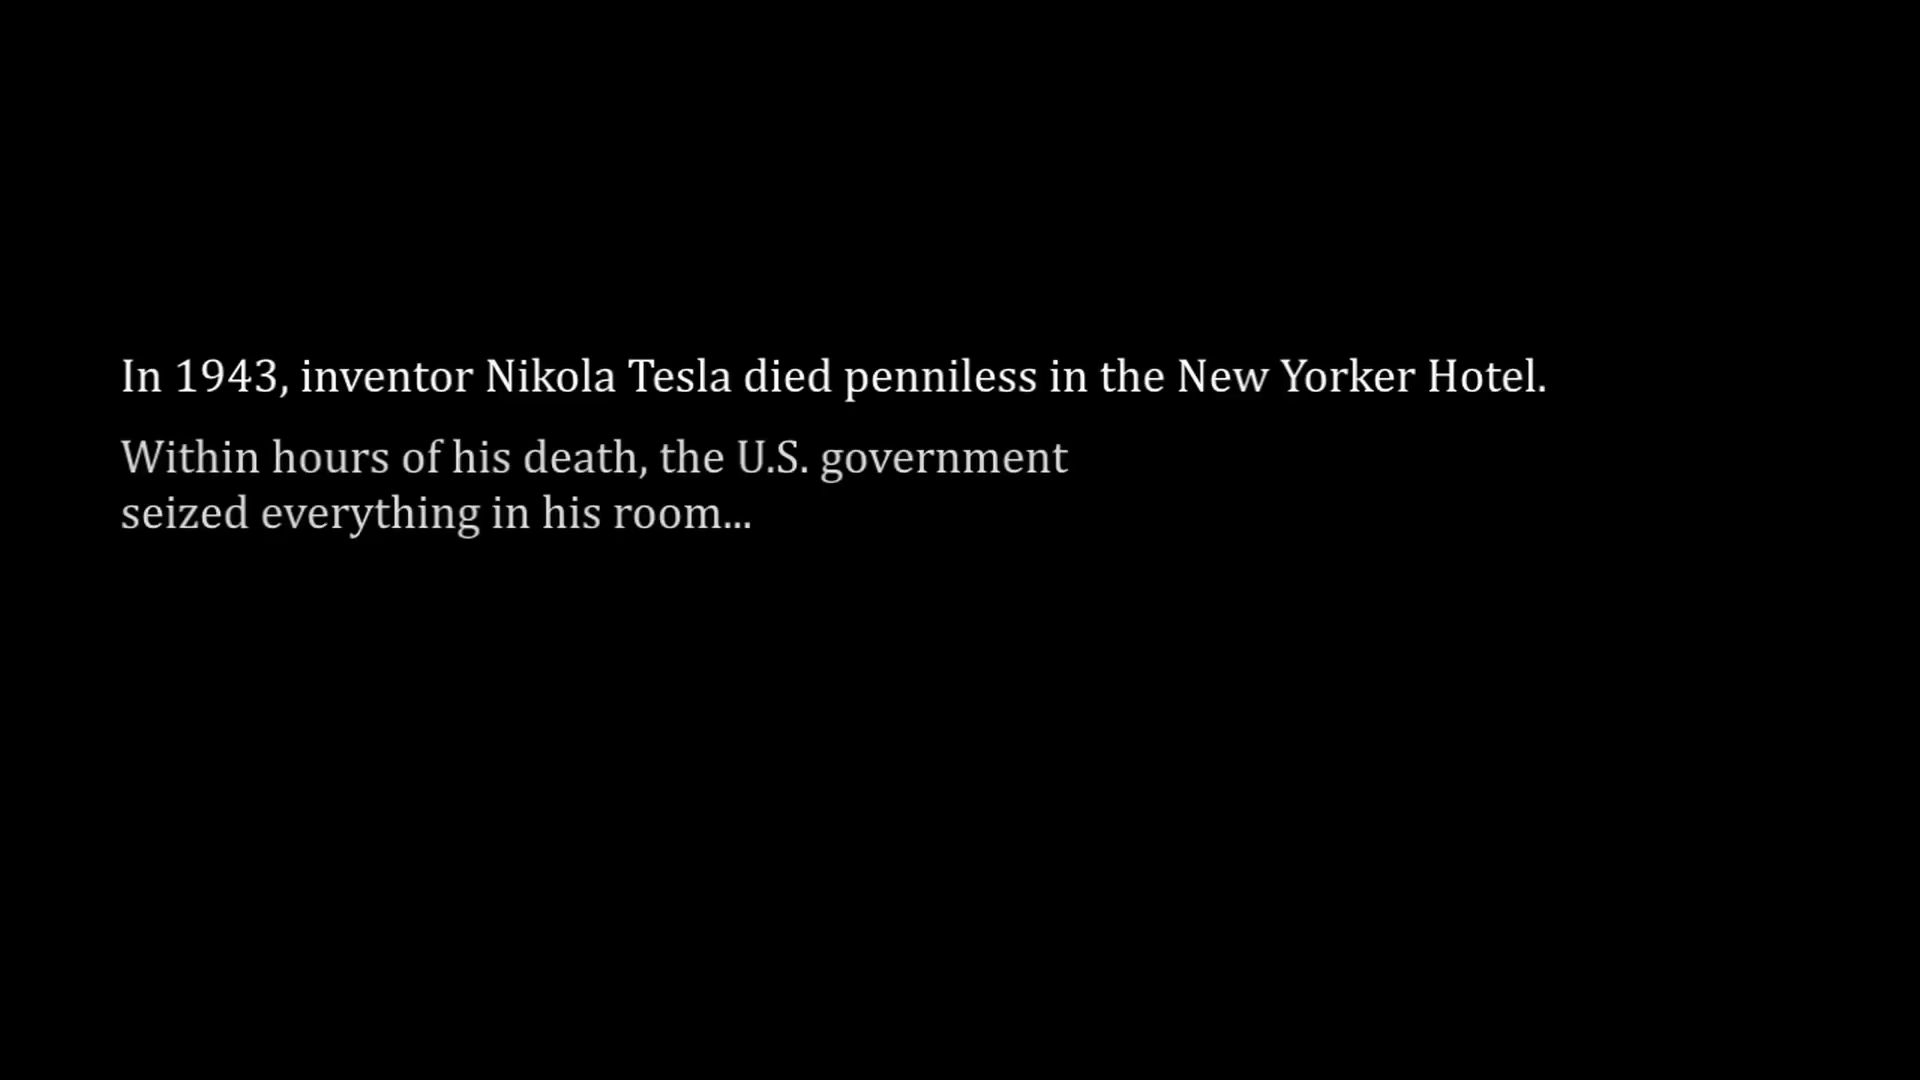 In 1943, inventor Nikola Tesla died penniless in the New Yorker Hotel.
Within hours of his death, the U.S. government
seized everything in his room...